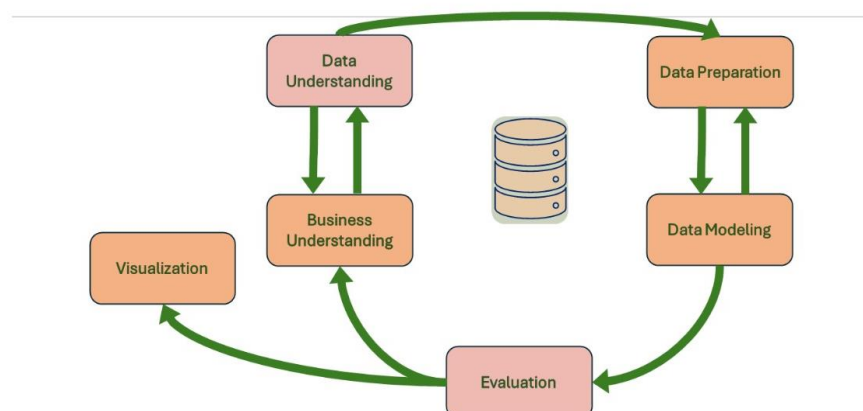 Data
Understanding
Data Preparation
Business
Understanding
Data Modeling
Visualization
Evaluation